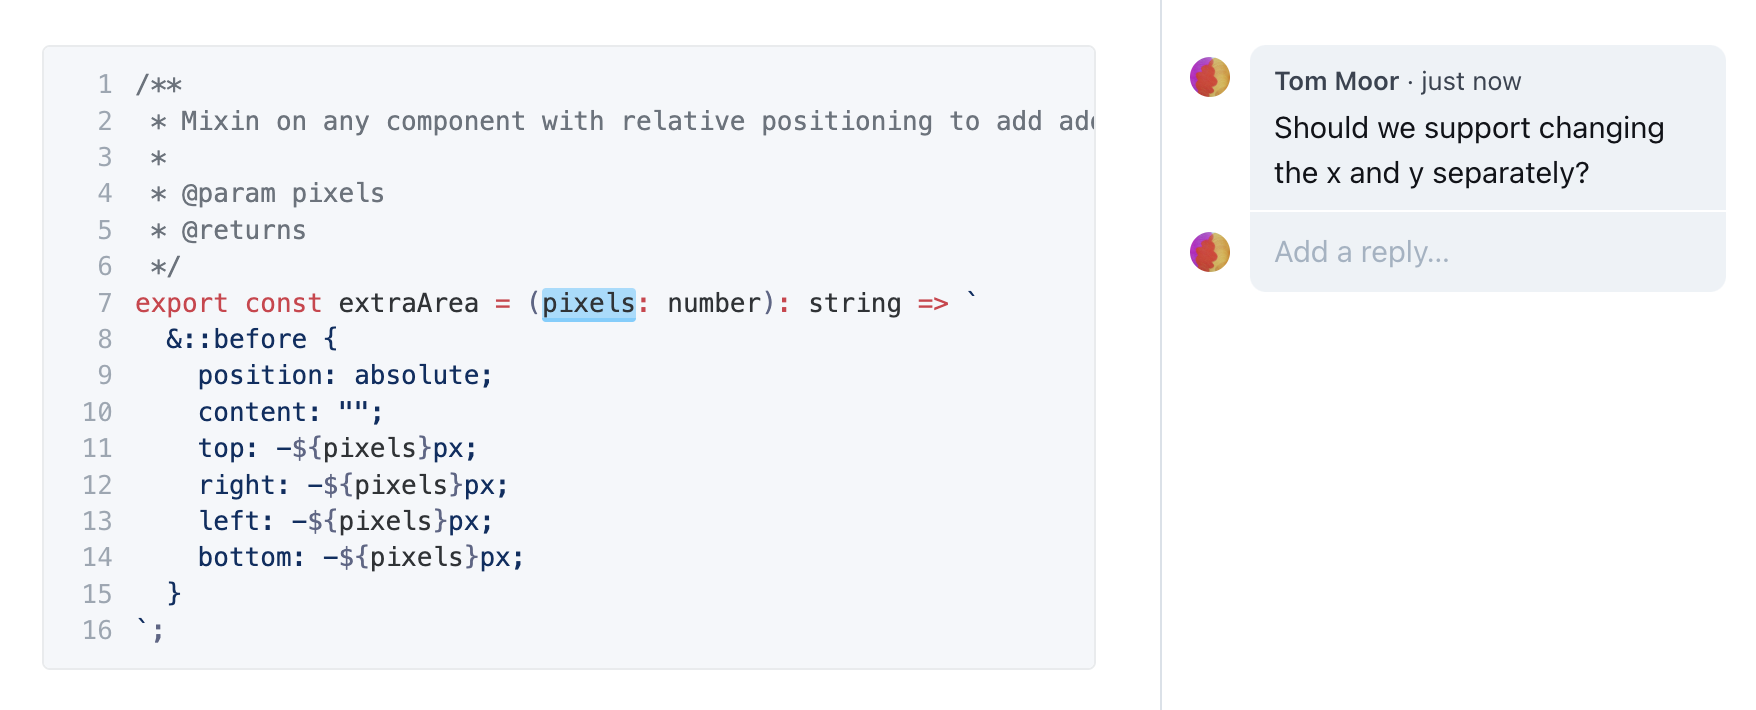 1 /**
2  * Mixin on any component with relative positioning to add
3  *
4  * @param pixels
5  * @returns
6  */
7 export const extraArea = (pixels: number): string => `
8   &::before {
9     position: absolute;
10     content: "";
11     top: -${pixels}px;
12     right: -${pixels}px;
13     left: -${pixels}px;
14     bottom: -${pixels}px;
15   }
16 `;
Tom Moor · just now
Should we support changing
the x and y separately?
Add a reply...